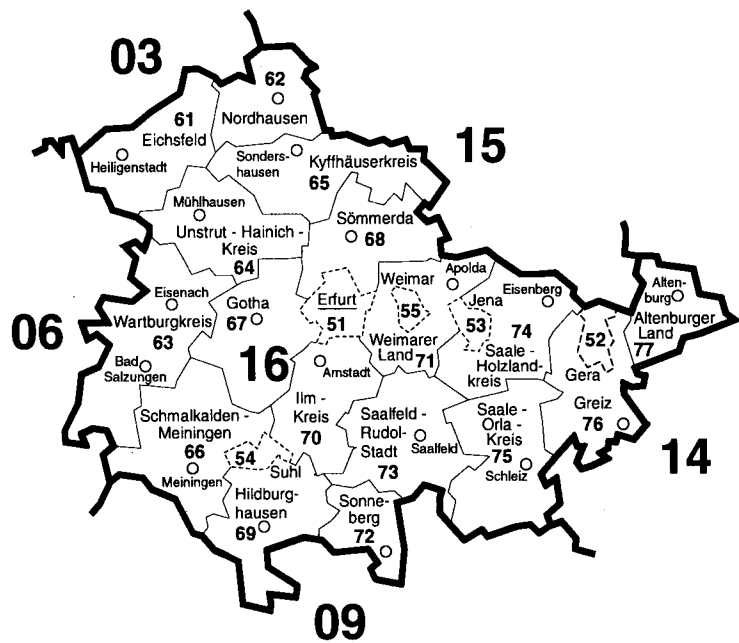 03
62
Nordhausen
61
Eichsfeld
Heiligenstadt
Sonders-
hausen
Kyffhäuserkreis
65
15
Mühlhausen
Unstrut - Hainich -
Kreis
64
Sömmerda
68
Eisenach
Wartburgkreis
63
Bad
Salzungen
06
Gotha
67
16
Erfurt
51
Weimar
55
Weimarer
Land
71
Apolda
Jena
53
Eisenberg
74
Saale -
Holzland-
kreis
52
Gera
Greiz
76
Alten-
burg
Altenburger
Land
77
14
Arnstadt
Ilm -
Kreis
70
Schmalkalden-
Meiningen
66
Meiningen
54
Suhl
Hildburg-
hausen
69
Saalfeld -
Rudol-
Stadt
73
Saalfeld
Saale -
Orla -
Kreis
75
Schleiz
Sonne-
berg
72
09